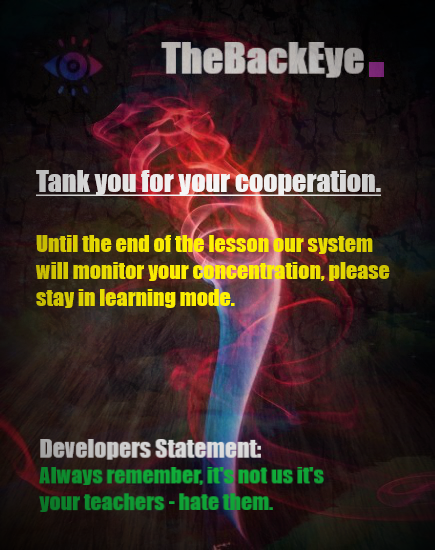 TheBackEye.
Tank you for your cooperation.
Until the end of the lesson our system
will monitor your concentration, please
stay in learning mode.
Developers Statement:
Always remember, it's not us it's
your teachers - hate them.